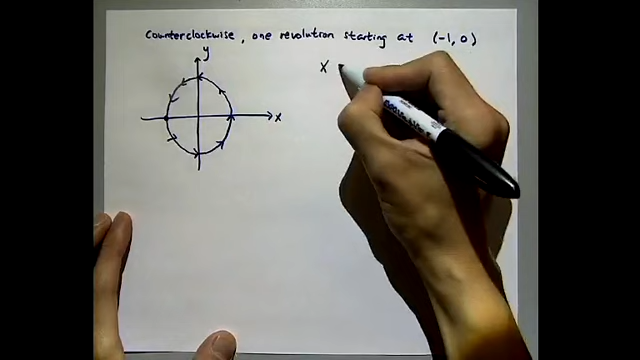 counterclockwise, one revolution starting at (-1, 0)
y
x
x